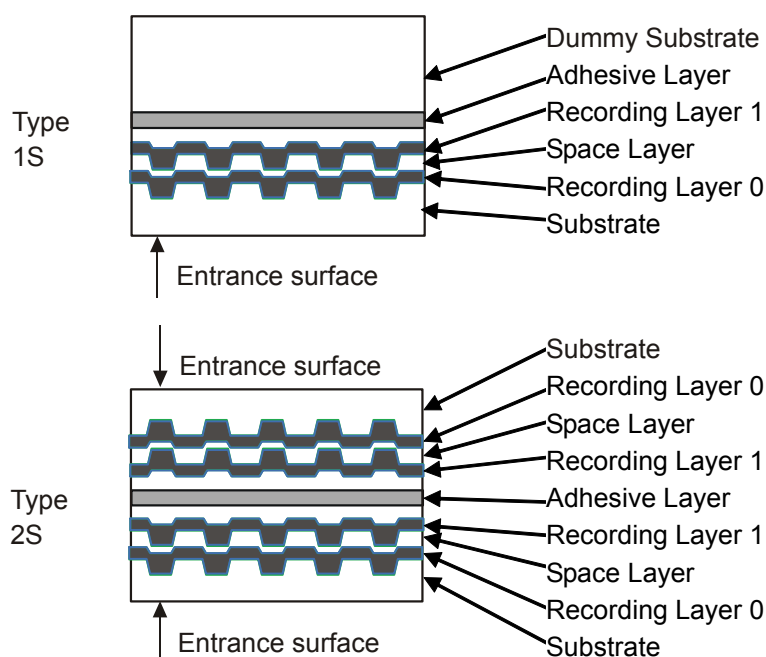 Type
1S
Dummy Substrate
Adhesive Layer
Recording Layer 1
Space Layer
Recording Layer 0
Substrate
Entrance surface
Entrance surface
Type
2S
Substrate
Recording Layer 0
Space Layer
Recording Layer 1
Adhesive Layer
Recording Layer 1
Space Layer
Recording Layer 0
Substrate
Entrance surface